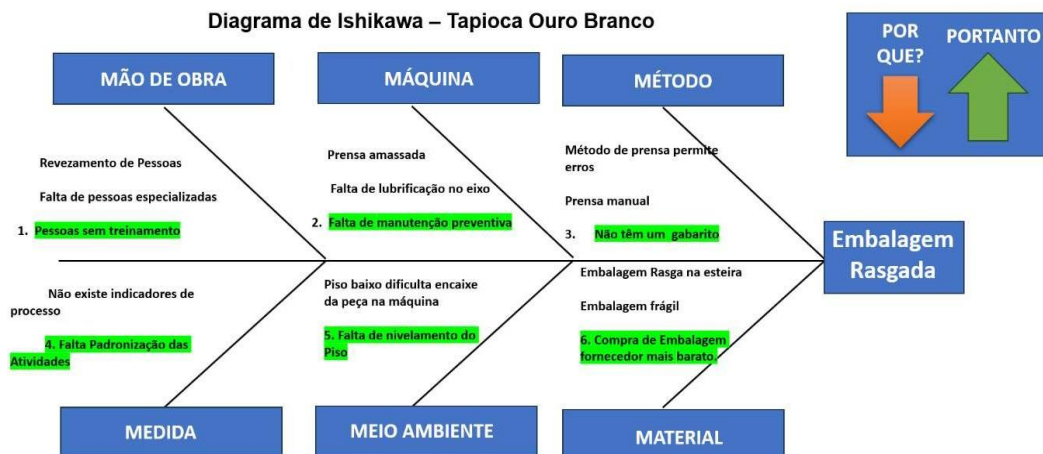 Diagrama de Ishikawa – Tapioca Ouro Branco
POR
QUE?
PORTANTO
MÃO DE OBRA
MÁQUINA
MÉTODO
Revezamento de Pessoas
Falta de pessoas especializadas
1. Pessoas sem treinamento
Prensa amassada
Falta de lubrificação no eixo
2. Falta de manutenção preventiva
Método de prensa permite
erros
Prensa manual
3. Não têm um gabarito
Embalagem
Rasgada
Não existe indicadores de
processo
4. Falta Padronização das
Atividades
Piso baixo dificulta encaixe
da peça na máquina
5. Falta de nivelamento do
Piso
Embalagem Rasga na esteira
Embalagem frágil
6. Compra de Embalagem
fornecedor mais barato.
MEDIDA
MEIO AMBIENTE
MATERIAL